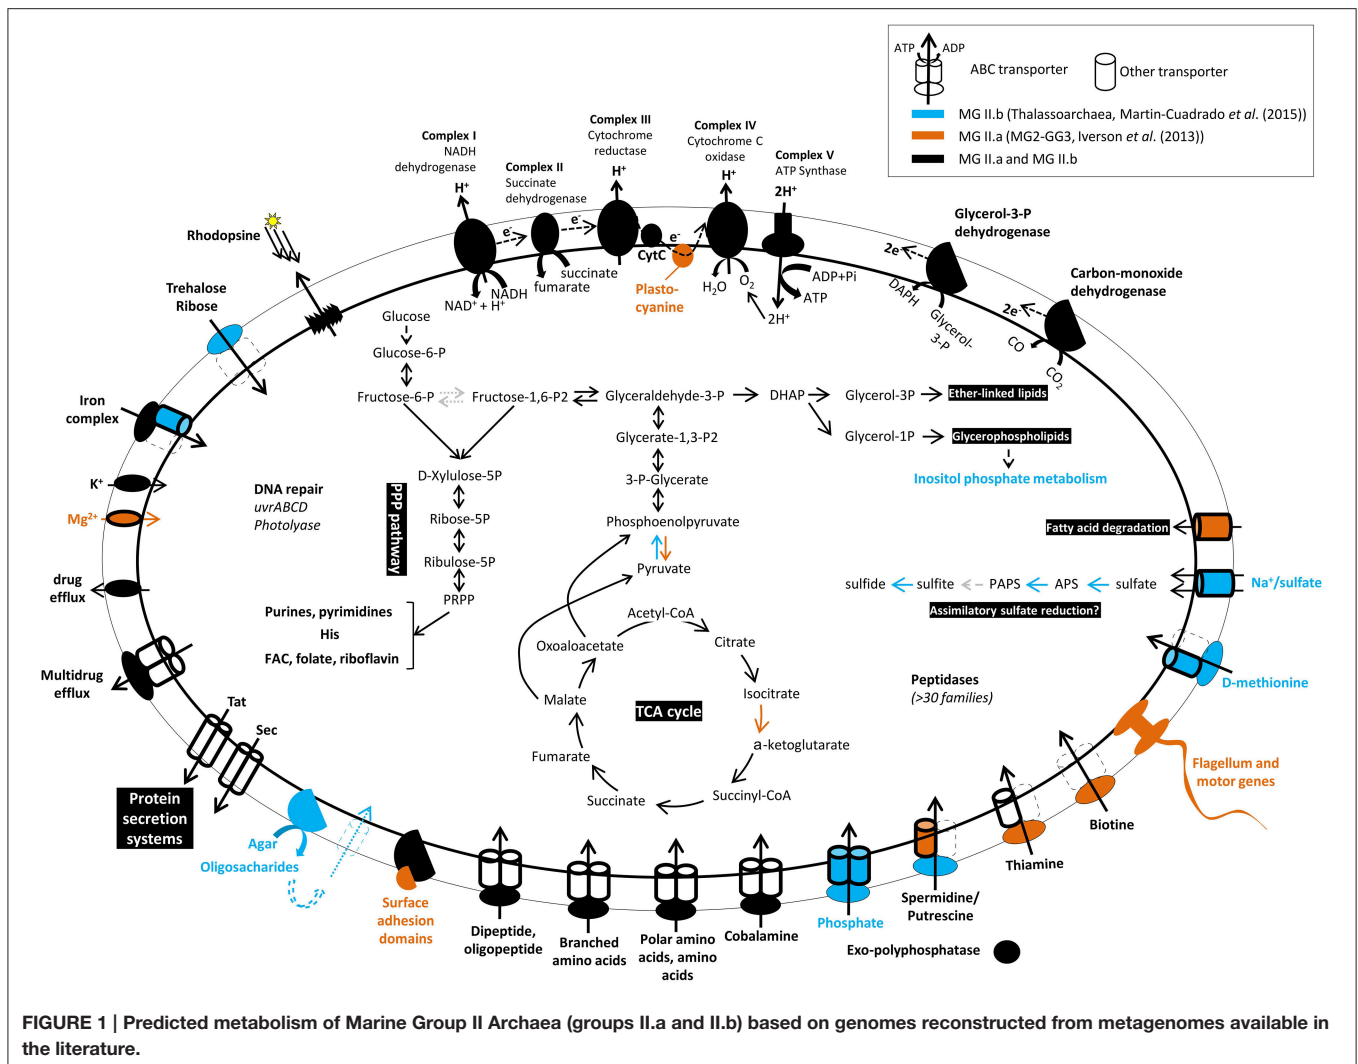 ATP ADP
ABC transporter
Other transporter
MG II.b (Thalassoarchaea, Martin-Cuadrado et al. (2015))
MG II.a (MG2-GG3, Iverson et al. (2013))
MG II.a and MG II.b
Complex I
NADH
dehydrogenase
H+
Complex II
Succinate
dehydrogenase
Complex III
Cytochrome
reductase
H+
Complex IV
Cytochrome C
oxidase
H+
Complex V
ATP Synthase
2H+
e-
e-
e-
CytC
Plasto-
cyanine
NADH
NAD+ + H+
succinate
fumarate
H2O
O2
2H+
ADP+Pi
ATP
Glycerol-3-P
dehydrogenase
2e-
DAPH
Glycerol-
3-P
Carbon-monoxide
dehydrogenase
2e-
CO
CO2
Rhodopsine
Trehalose
Ribose
Iron
complex
K+
Mg2+
drug
efflux
Multidrug
efflux
Tat
Sec
Protein
secretion
systems
Agar
Oligosacharides
Surface
adhesion
domains
Dipeptide,
oligopeptide
Branched
amino acids
Polar amino
acids, amino
acids
Cobalamine
Phosphate
Spermidine/
Putrescine
Thiamine
Biotine
Exo-polyphosphatase
Flagellum and
motor genes
D-methionine
Na+/sulfate
Fatty acid degradation
Glucose
Glucose-6-P
Fructose-6-P
Fructose-1,6-P2
Glyceraldehyde-3-P
DHAP
Glycerol-3P
Ether-linked lipids
Glycerol-1P
Glycerophospholipids
Inositol phosphate metabolism
Glycerate-1,3-P2
3-P-Glycerate
Phosphoenolpyruvate
Pyruvate
D-Xylulose-5P
Ribose-5P
Ribulose-5P
PRPP
PPP pathway
DNA repair
uvrABCD
Photolyase
Purines, pyrimidines
His
FAC, folate, riboflavin
sulfide
sulfite
PAPS
APS
sulfate
Assimilatory sulfate reduction?
Peptidases
(>30 families)
Acetyl-CoA
Oxaloacetate
Citrate
Isocitrate
a-ketoglutarate
Succinyl-CoA
Succinate
Fumarate
Malate
TCA cycle
FIGURE 1 | Predicted metabolism of Marine Group II Archaea (groups II.a and II.b) based on genomes reconstructed from metagenomes available in
the literature.